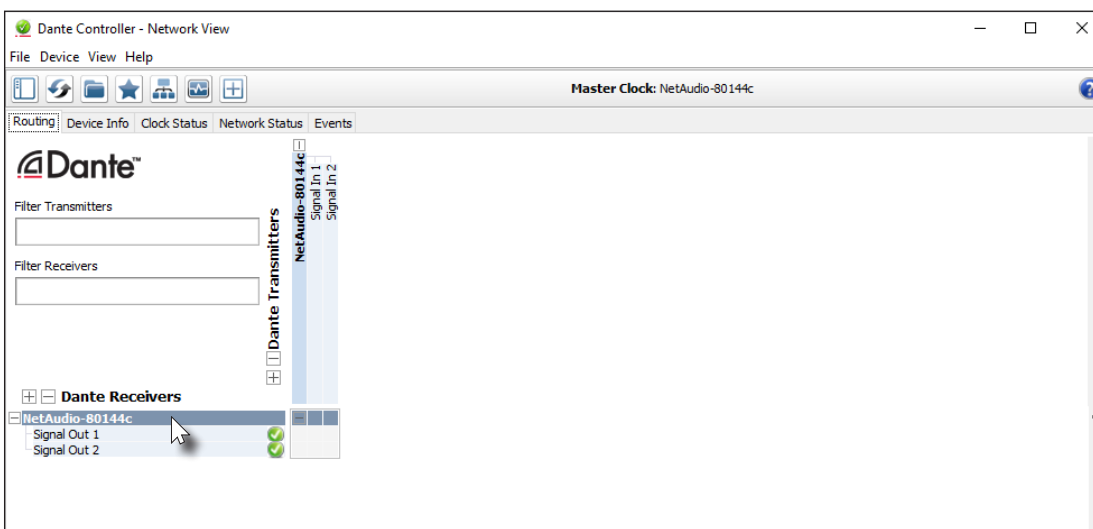 Dante Controller - Network View
File Device View Help
Master Clock: NetAudio-80144c
?
Routing Device Info Clock Status Network Status Events
Dante™
Filter Transmitters
Filter Receivers
Dante Transmitters
NetAudio-80144c
Signal In 1
Signal In 2
Dante Receivers
NetAudio-80144c
Signal Out 1
Signal Out 2